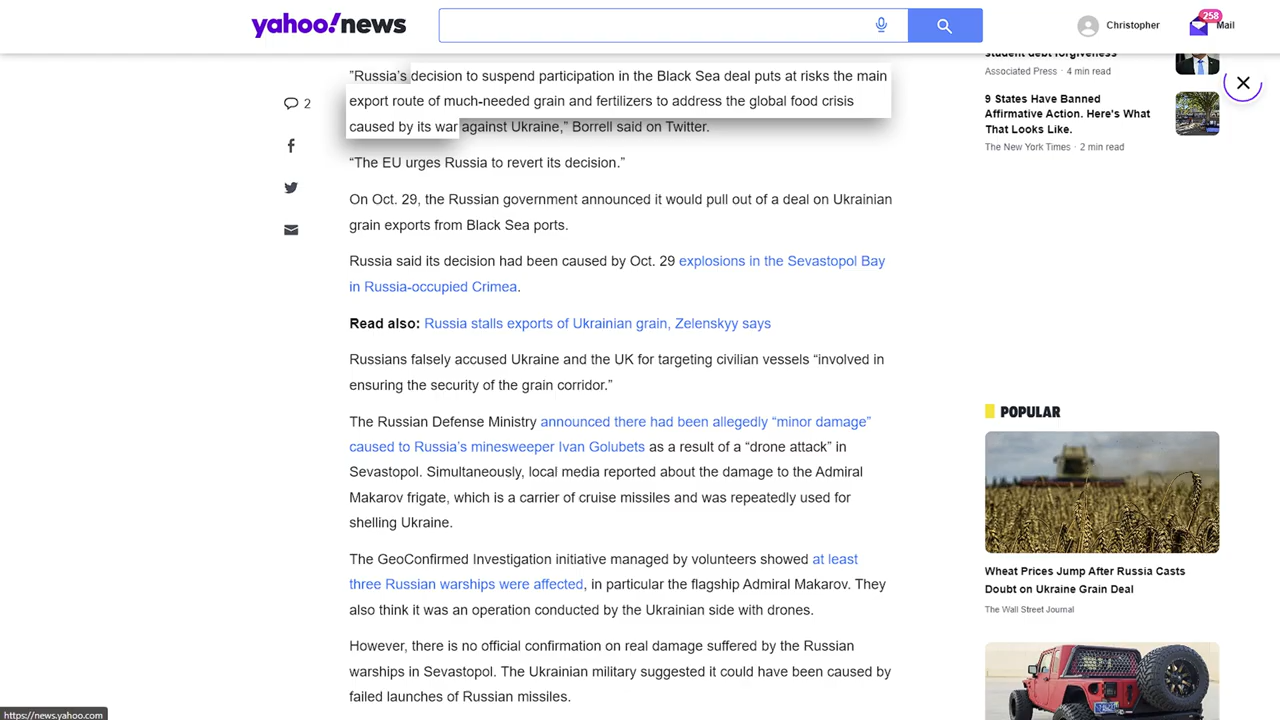 yahoo!news
Christopher
258
Mail
2
"Russia's decision to suspend participation in the Black Sea deal puts at risks the main
export route of much-needed grain and fertilizers to address the global food crisis
caused by its war against Ukraine,” Borrell said on Twitter.
“The EU urges Russia to revert its decision.”
On Oct. 29, the Russian government announced it would pull out of a deal on Ukrainian
grain exports from Black Sea ports.
Russia said its decision had been caused by Oct. 29 explosions in the Sevastopol Bay
in Russia-occupied Crimea.
Read also: Russia stalls exports of Ukrainian grain, Zelenskyy says
Russians falsely accused Ukraine and the UK for targeting civilian vessels “involved in
ensuring the security of the grain corridor.”
The Russian Defense Ministry announced there had been allegedly “minor damage”
caused to Russia’s minesweeper Ivan Golubets as a result of a “drone attack” in
Sevastopol. Simultaneously, local media reported about the damage to the Admiral
Makarov frigate, which is a carrier of cruise missiles and was repeatedly used for
shelling Ukraine.
The GeoConfirmed Investigation initiative managed by volunteers showed at least
three Russian warships were affected, in particular the flagship Admiral Makarov. They
also think it was an operation conducted by the Ukrainian side with drones.
However, there is no official confirmation on real damage suffered by the Russian
warships in Sevastopol. The Ukrainian military suggested it could have been caused by
failed launches of Russian missiles.
student debt forgiveness
Associated Press · 4 min read
9 States Have Banned
Affirmative Action. Here's What
That Looks Like.
The New York Times · 2 min read
POPULAR
Wheat Prices Jump After Russia Casts
Doubt on Ukraine Grain Deal
The Wall Street Journal
https://news.yahoo.com